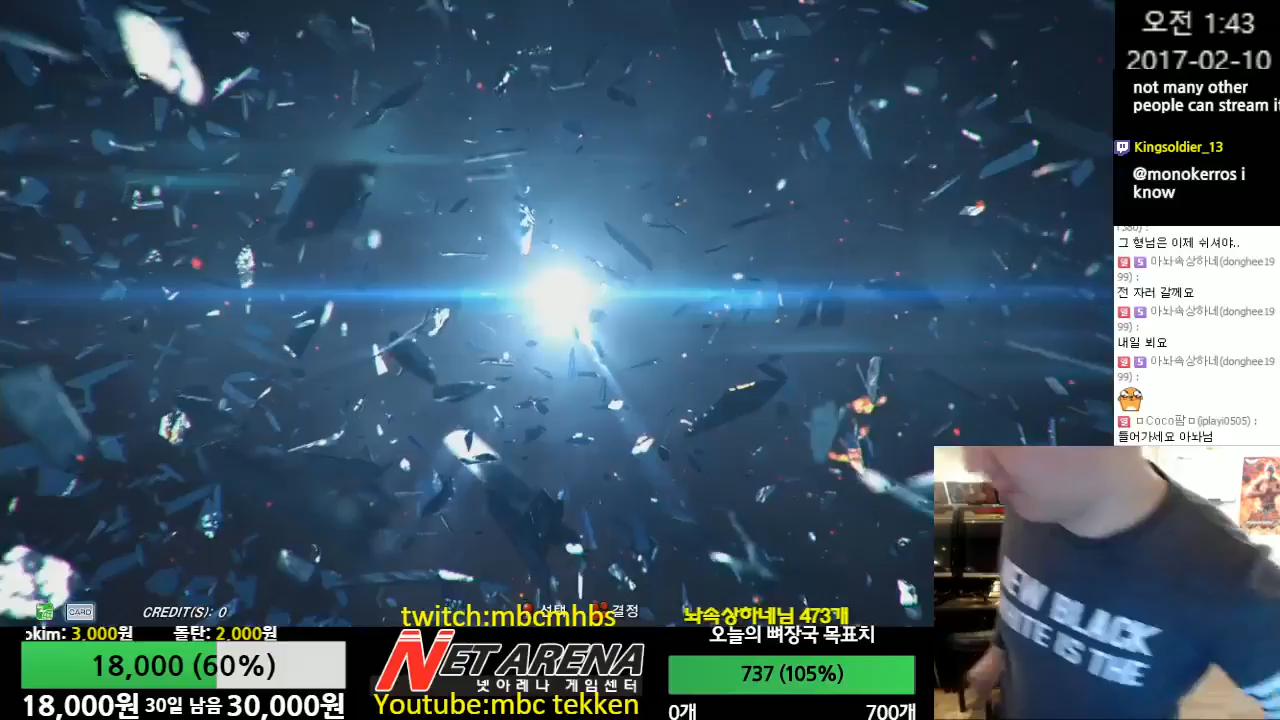 오전 1:43
2017-02-10
not many other
people can stream it
Kingsoldier_13
@monokerros i
know
그 형님은 이제 쉬셔야..
아놔속상하네(donghee19
99) :
전 자러 갈께요
아놔속상하네(donghee19
99) :
내일 뵈요
아놔속상하네(donghee19
99) :
ㅁCoco팜ㅁ(iplayi0505) :
들어가세요 아놔님
CARD
CREDIT(S): 0
선택
결정
twitch:mbcmhbs
뇌속상하네님 473개
okim: 3,000원
돌탄: 2,000원
18,000 (60%)
18,000원 30일 남음 30,000원
NET ARENA
넷아레나 게임센터
Youtube:mbc tekken
오늘의 뼈장국 목표치
737 (105%)
0개
700개
NEW BLACK
WHITE IS THE